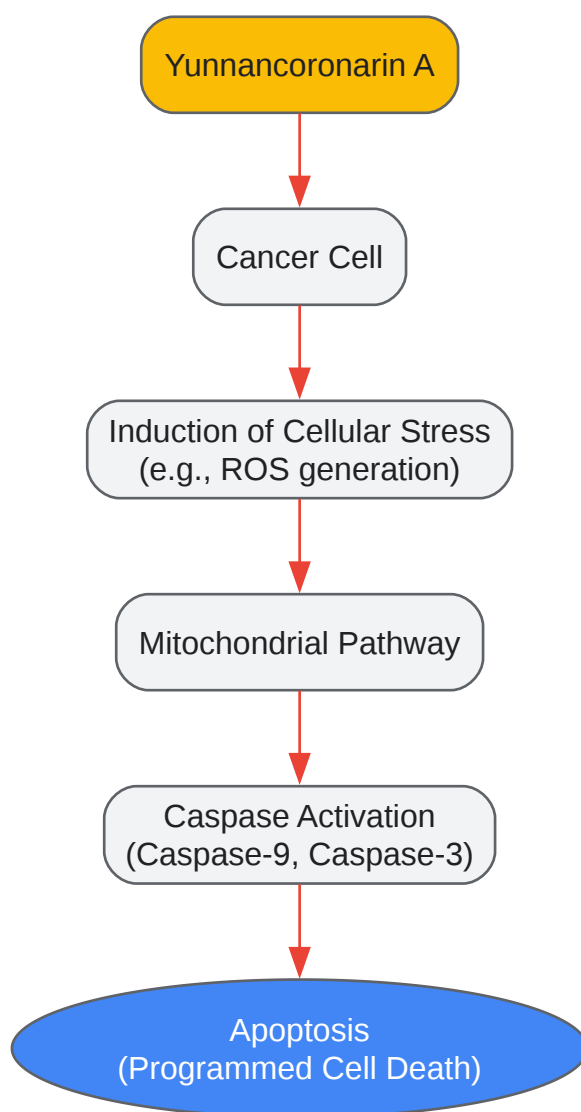 Yunnancoronarin A
Cancer Cell
Induction of Cellular Stress
(e.g., ROS generation)
Mitochondrial Pathway
Caspase Activation
(Caspase-9, Caspase-3)
Apoptosis
(Programmed Cell Death)